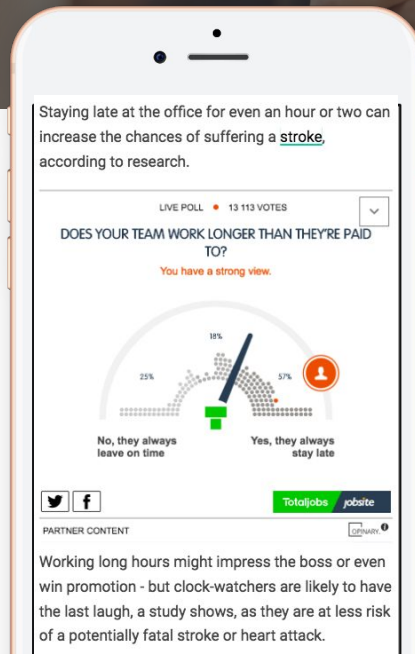 Staying late at the office for even an hour or two can
increase the chances of suffering a stroke,
according to research.
LIVE POLL • 13 113 VOTES
DOES YOUR TEAM WORK LONGER THAN THEY'RE PAID
TO?
You have a strong view.
18%
25%
57%
No, they always
leave on time
Yes, they always
stay late
Totaljobs jobsite
PARTNER CONTENT
OPINARY.
Working long hours might impress the boss or even
win promotion - but clock-watchers are likely to have
the last laugh, a study shows, as they are at less risk
of a potentially fatal stroke or heart attack.